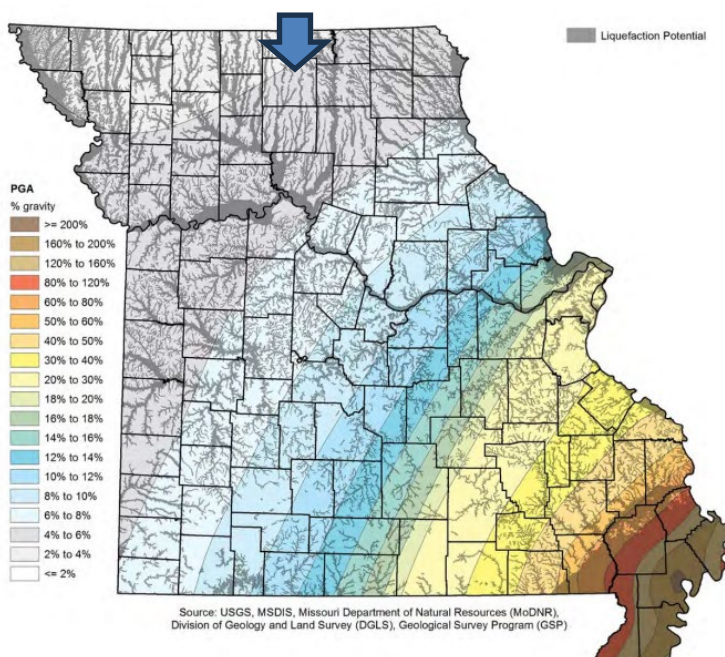 Liquefaction Potential
PGA
% gravity
>= 200%
160% to 200%
120% to 160%
80% to 120%
60% to 80%
50% to 60%
40% to 50%
30% to 40%
20% to 30%
18% to 20%
16% to 18%
14% to 16%
12% to 14%
10% to 12%
8% to 10%
6% to 8%
4% to 6%
2% to 4%
<= 2%
Source: USGS, MSDIS, Missouri Department of Natural Resources (MoDNR),
Division of Geology and Land Survey (DGLS), Geological Survey Program (GSP)